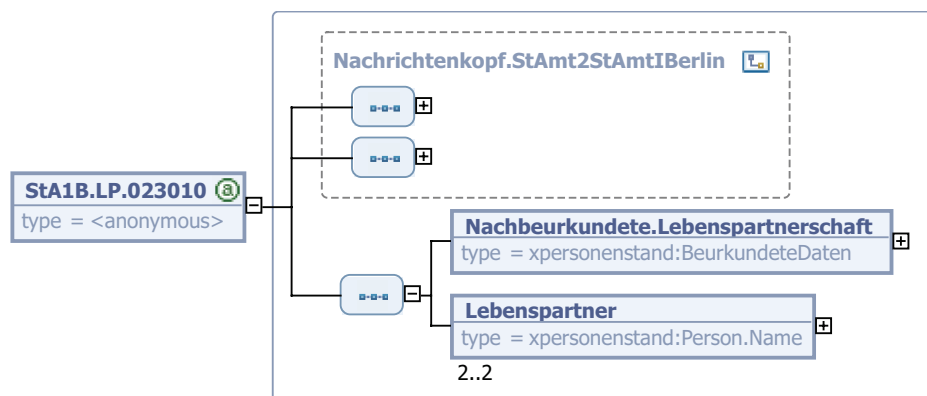 Nachrichtenkopf.StAmt2StAmtIBerlin
StA1B.LP.023010 a
type = <anonymous>
Nachbeurkundete.Lebenspartnerschaft
type = xpersonenstand:BeurkundeteDaten
Lebenspartner
type = xpersonenstand:Person.Name
2..2